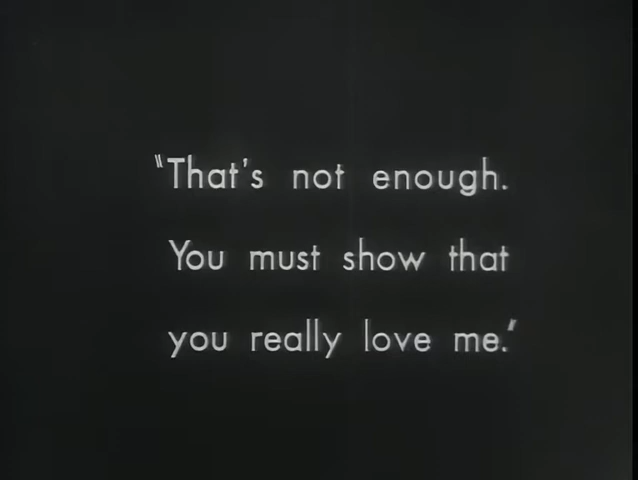 "That's not enough.
You must show that
you really love me."